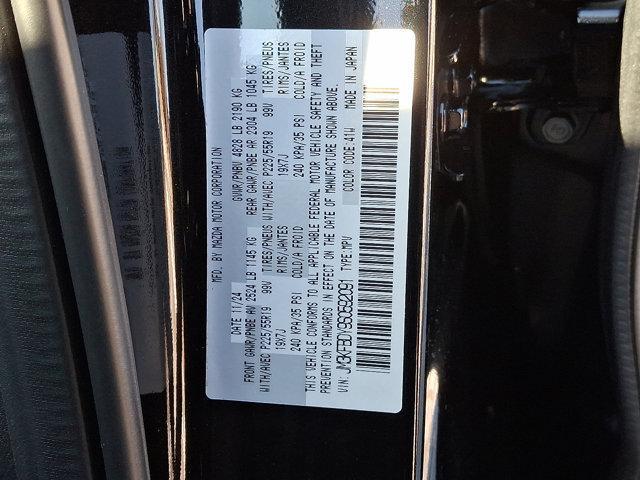 MFD. BY MAZDA MOTOR CORPORATION
DATE 11/24 GVWR/PNBV 4828 LB 2190 KG
FRONT GAWR/PNBE AV 2524 LB 1145 KG REAR GAWR/PNBE AR 2304 LB 1045 KG
WITH/AVEC P225/55R19 99V TIRES/PNEUS WITH/AVEC P225/55R19 99V TIRES/PNEUS
19X7J RIMS/JANTES 19X7J RIMS/JANTES
240 KPA/35 PSI COLD/A FROID 240 KPA/35 PSI COLD/A FROID
THIS VEHICLE CONFORMS TO ALL APPLICABLE FEDERAL MOTOR VEHICLE SAFETY AND THEFT
PREVENTION STANDARDS IN EFFECT ON THE DATE OF MANUFACTURE SHOWN ABOVE.
VIN: TYPE:MPV COLOR CODE:41W MADE IN JAPAN